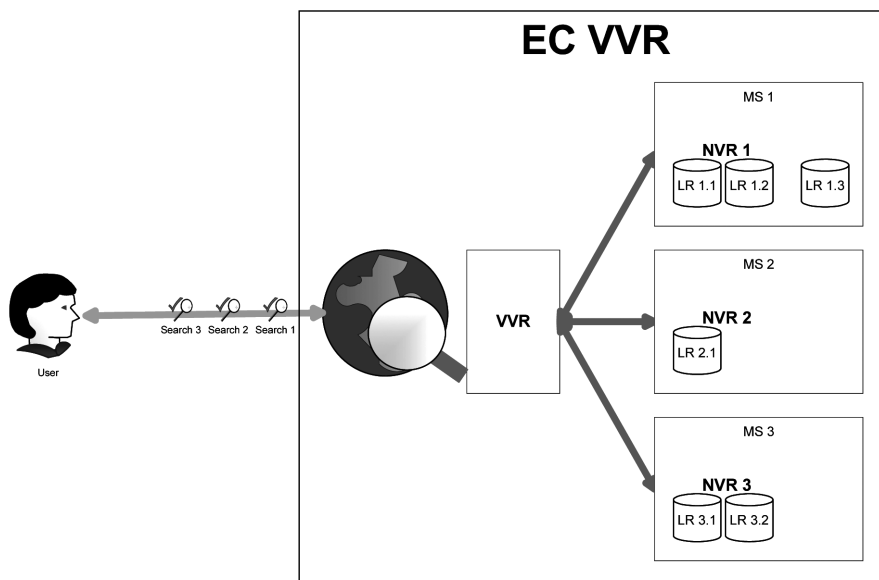 EC VVR
MS 1
NVR 1
LR 1.1 LR 1.2 LR 1.3
MS 2
NVR 2
LR 2.1
MS 3
NVR 3
LR 3.1 LR 3.2
VVR
Search 3 Search 2 Search 1
User